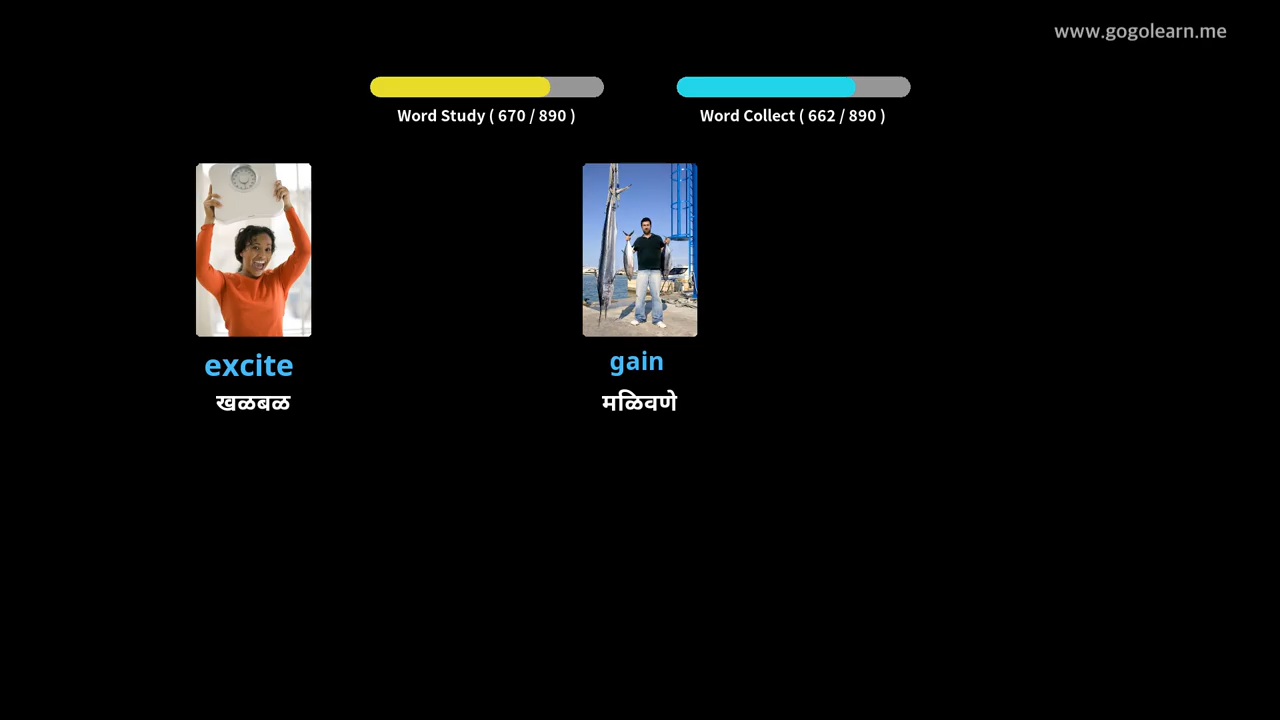 www.gogolearn.me
Word Study ( 670 / 890 )
Word Collect ( 662 / 890 )
excite
खळबळ
gain
मळिवणे